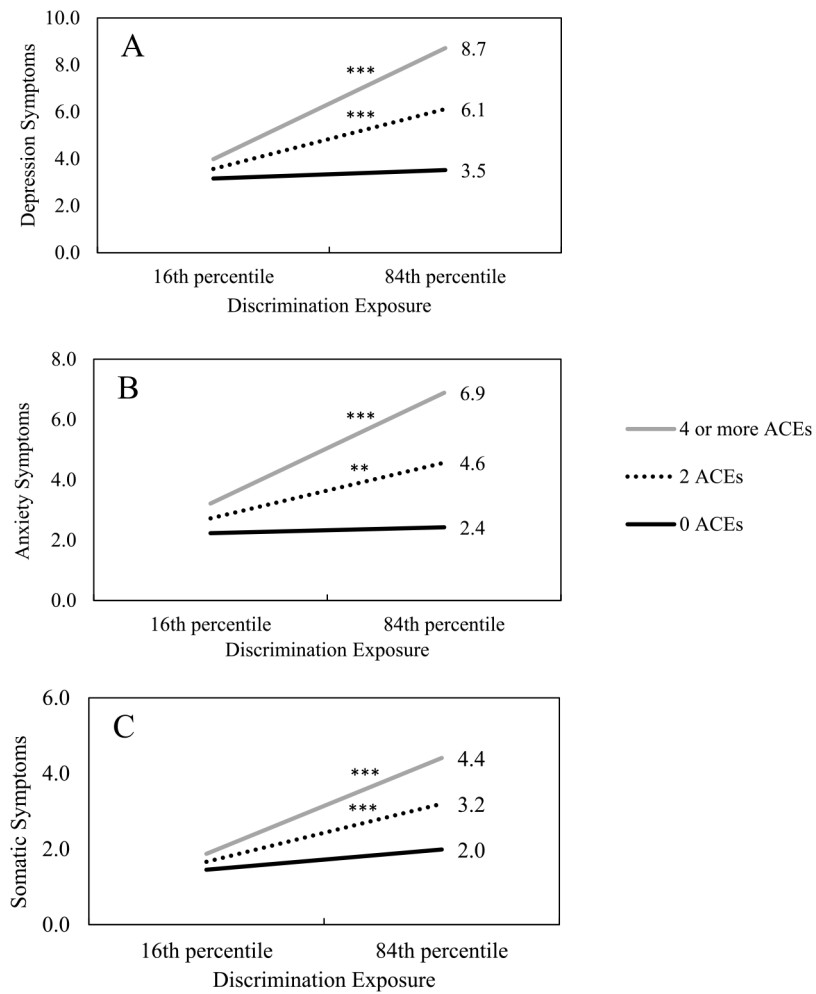 10.0
8.0
6.0
4.0
2.0
0.0
Depression Symptoms
A
***
***
8.7
6.1
3.5
16th percentile 84th percentile
Discrimination Exposure
8.0
6.0
4.0
2.0
0.0
Anxiety Symptoms
B
***
**
6.9
4.6
2.4
16th percentile 84th percentile
Discrimination Exposure
4 or more ACEs
2 ACEs
0 ACEs
6.0
4.0
2.0
0.0
Somatic Symptoms
C
***
***
4.4
3.2
2.0
16th percentile 84th percentile
Discrimination Exposure